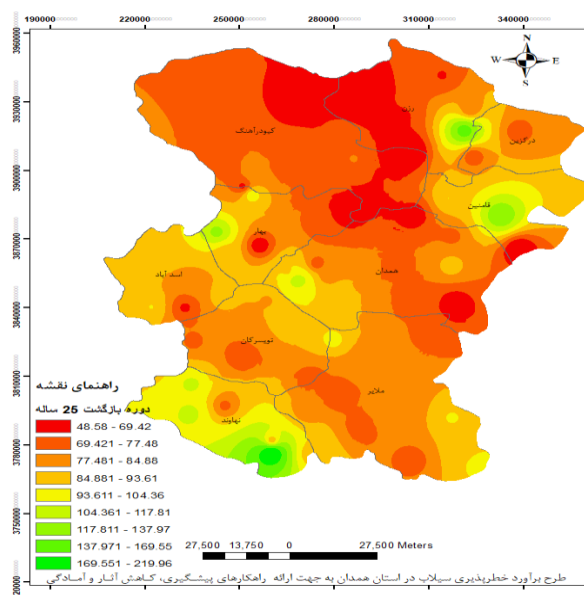 190000 220000 250000 280000 310000 340000
3960000
3930000
3900000
3870000
3840000
3810000
3780000
3750000
N
W E
S
رزن
کبودرآهنگ
درگزین
فامنین
بهار
همدان
اسدآباد
تویسرکان
ملایر
نهاوند
راهنمای نقشه
دوره بازگشت 25 ساله
48.58 - 69.42
69.421 - 77.48
77.481 - 84.88
84.881 - 93.61
93.611 - 104.36
104.361 - 117.81
117.811 - 137.97
137.971 - 169.55
169.551 - 219.96
27,500 13,750 0 27,500 Meters
طرح برآورد خطرپذیری سیلاب در استان همدان به جهت ارائه راهکارهای پیشگیری، کاهش آثار و آمادگی